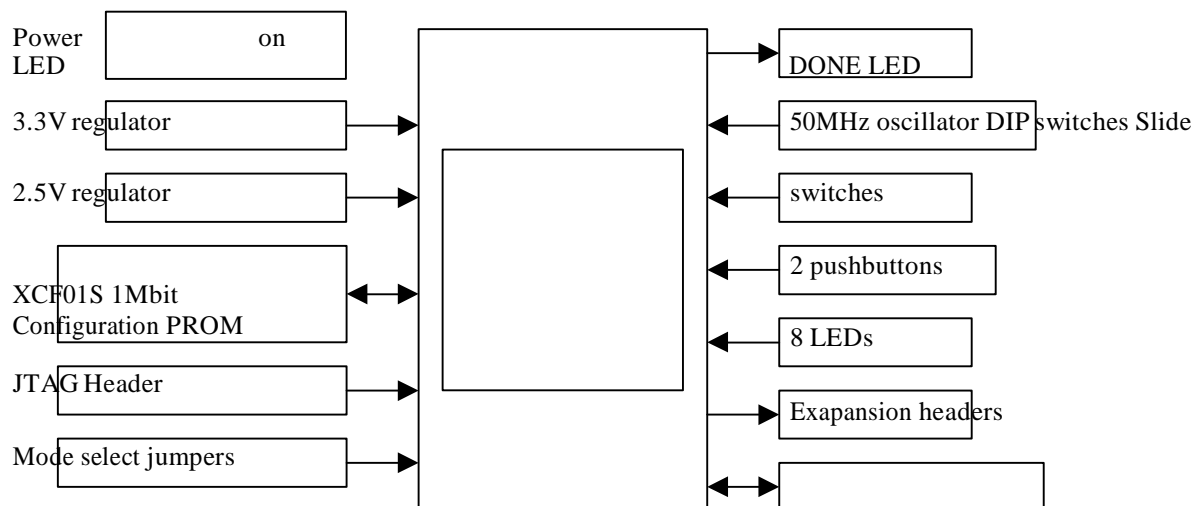 Power on
LED
3.3V regulator
2.5V regulator
XCF01S 1Mbit
Configuration PROM
JTAG Header
Mode select jumpers
DONE LED
50MHz oscillator DIP switches Slide
switches
2 pushbuttons
8 LEDs
Exapansion headers